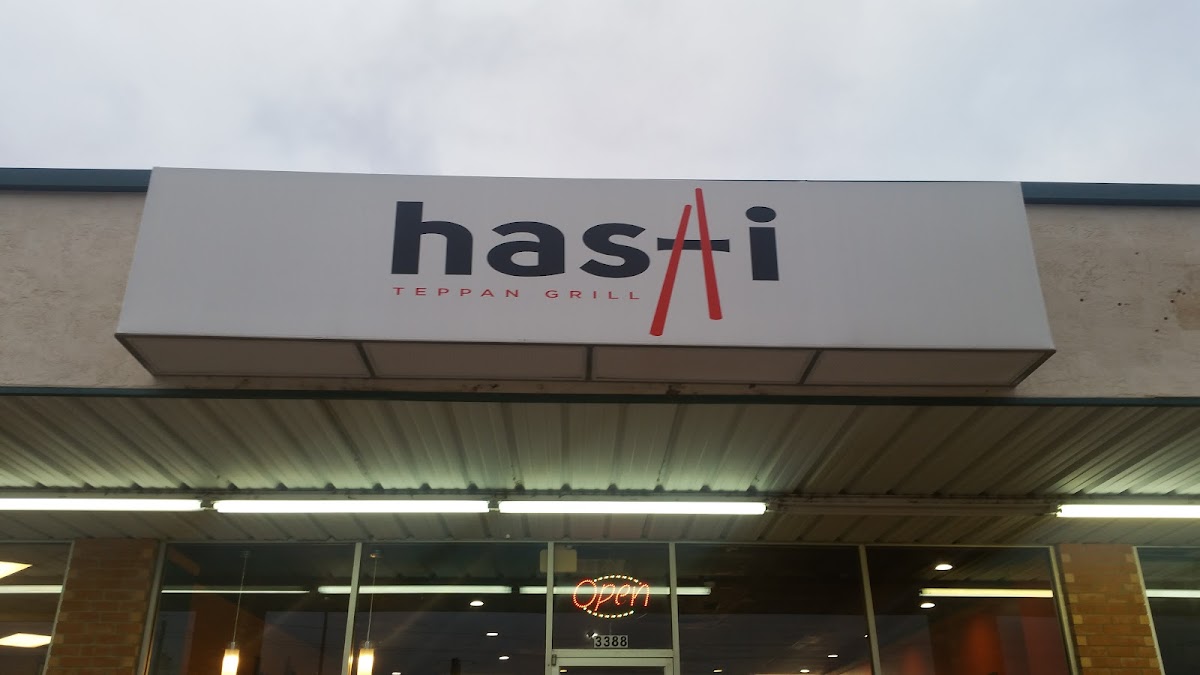 hasHi
TEPPAN GRILL
Open
3388